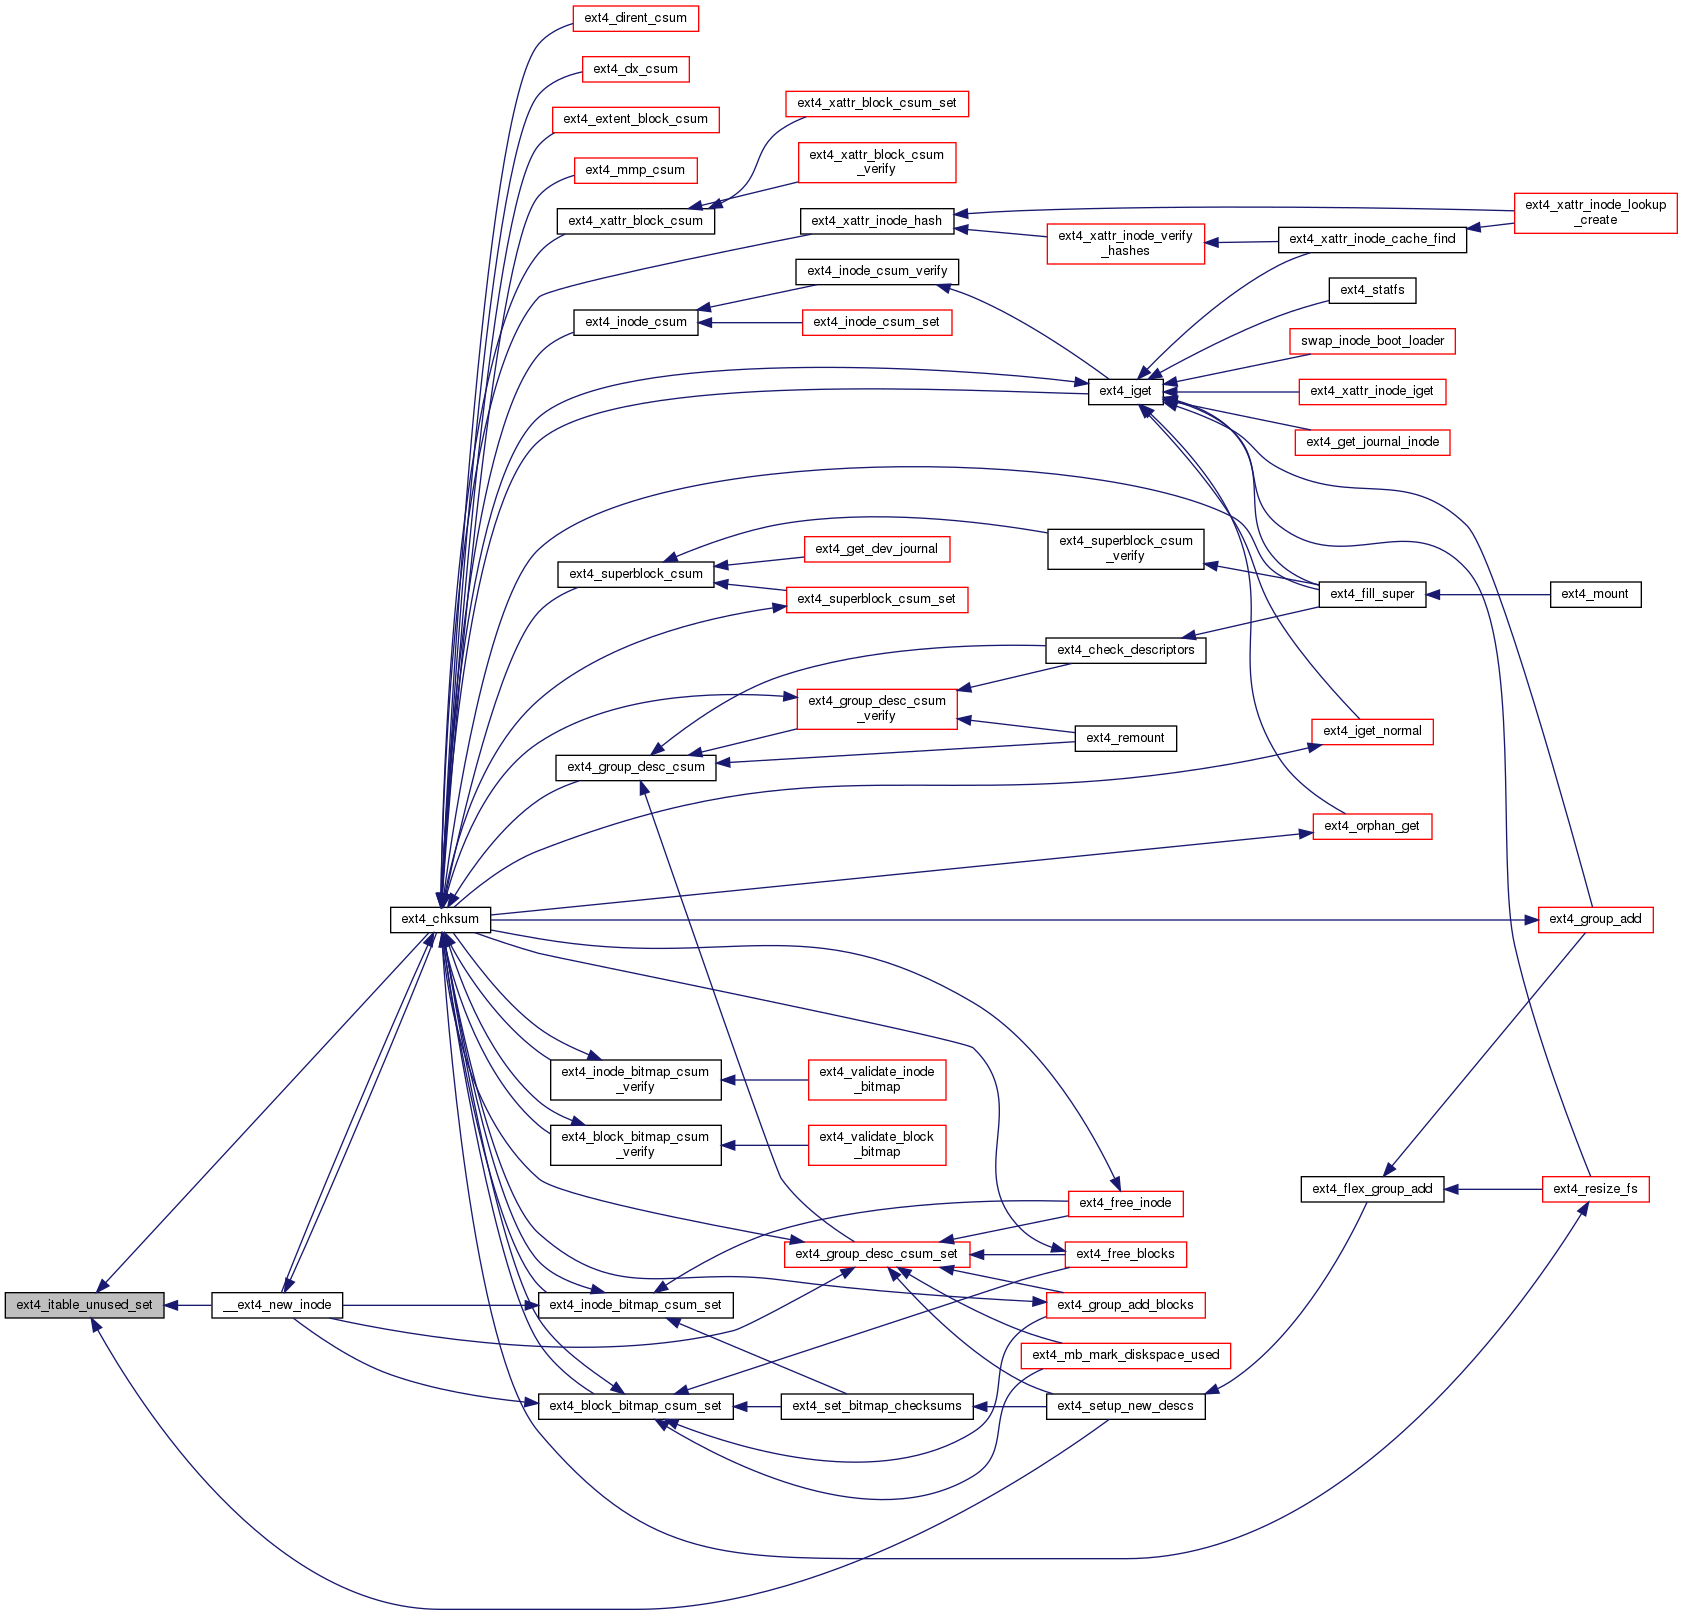 ext4_dirent_csum
ext4_dx_csum
ext4_xattr_block_csum_set
ext4_extent_block_csum
ext4_xattr_block_csum
_verify
ext4_mmp_csum
ext4_xattr_block_csum
ext4_xattr_inode_hash
ext4_xattr_inode_lookup
_create
ext4_xattr_inode_verify
_hashes
ext4_xattr_inode_cache_find
ext4_inode_csum_verify
ext4_statfs
ext4_inode_csum
ext4_inode_csum_set
swap_inode_boot_loader
ext4_iget
ext4_xattr_inode_iget
ext4_get_journal_inode
ext4_superblock_csum
_verify
ext4_get_dev_journal
ext4_superblock_csum
ext4_superblock_csum_set
ext4_fill_super
ext4_mount
ext4_check_descriptors
ext4_group_desc_csum
_verify
ext4_iget_normal
ext4_remount
ext4_group_desc_csum
ext4_orphan_get
ext4_chksum
ext4_group_add
ext4_inode_bitmap_csum
_verify
ext4_validate_inode
_bitmap
ext4_block_bitmap_csum
_verify
ext4_validate_block
_bitmap
ext4_free_inode
ext4_flex_group_add
ext4_resize_fs
ext4_group_desc_csum_set
ext4_free_blocks
ext4_itable_unused_set
__ext4_new_inode
ext4_inode_bitmap_csum_set
ext4_group_add_blocks
ext4_mb_mark_diskspace_used
ext4_block_bitmap_csum_set
ext4_set_bitmap_checksums
ext4_setup_new_descs